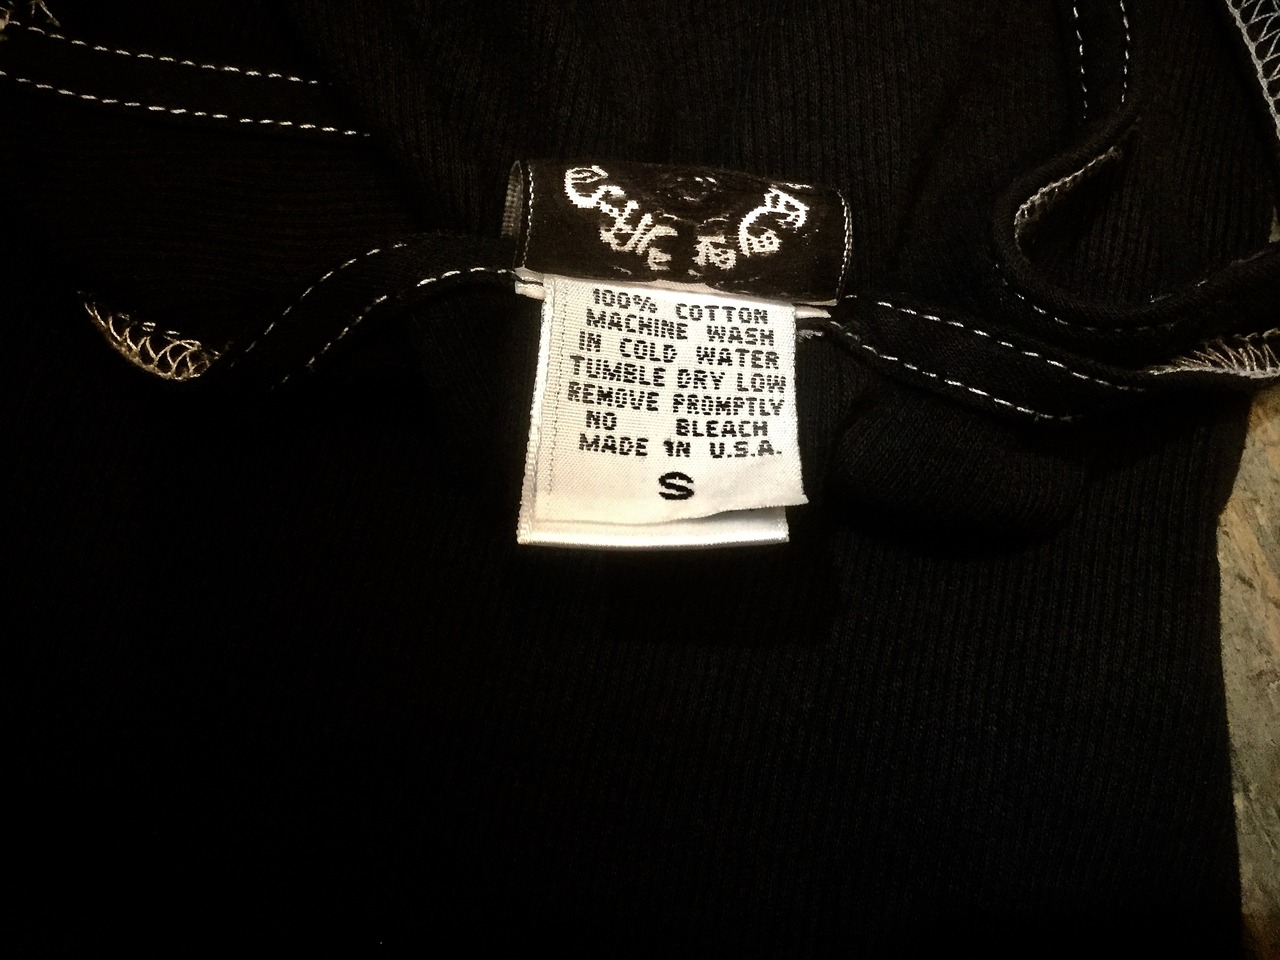 100% COTTON
MACHINE WASH
IN COLD WATER
TUMBLE DRY LOW
REMOVE PROMPTLY
NO BLEACH
MADE IN U.S.A.
S